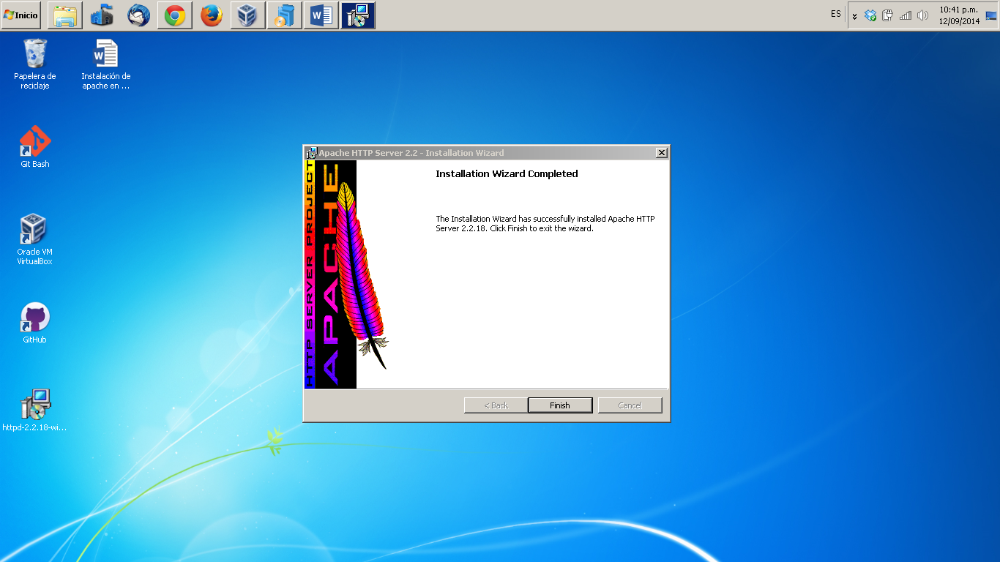 Inicio
ES
10:41 p.m.
12/09/2014
Papelera de
reciclaje
Instalación de
apache en ...
Git Bash
Oracle VM
VirtualBox
GitHub
httpd-2.2.18-wi...
Apache HTTP Server 2.2 - Installation Wizard
HTTP SERVER PROJECT
APACHE
Installation Wizard Completed
The Installation Wizard has successfully installed Apache HTTP
Server 2.2.18. Click Finish to exit the wizard.
< Back
Finish
Cancel